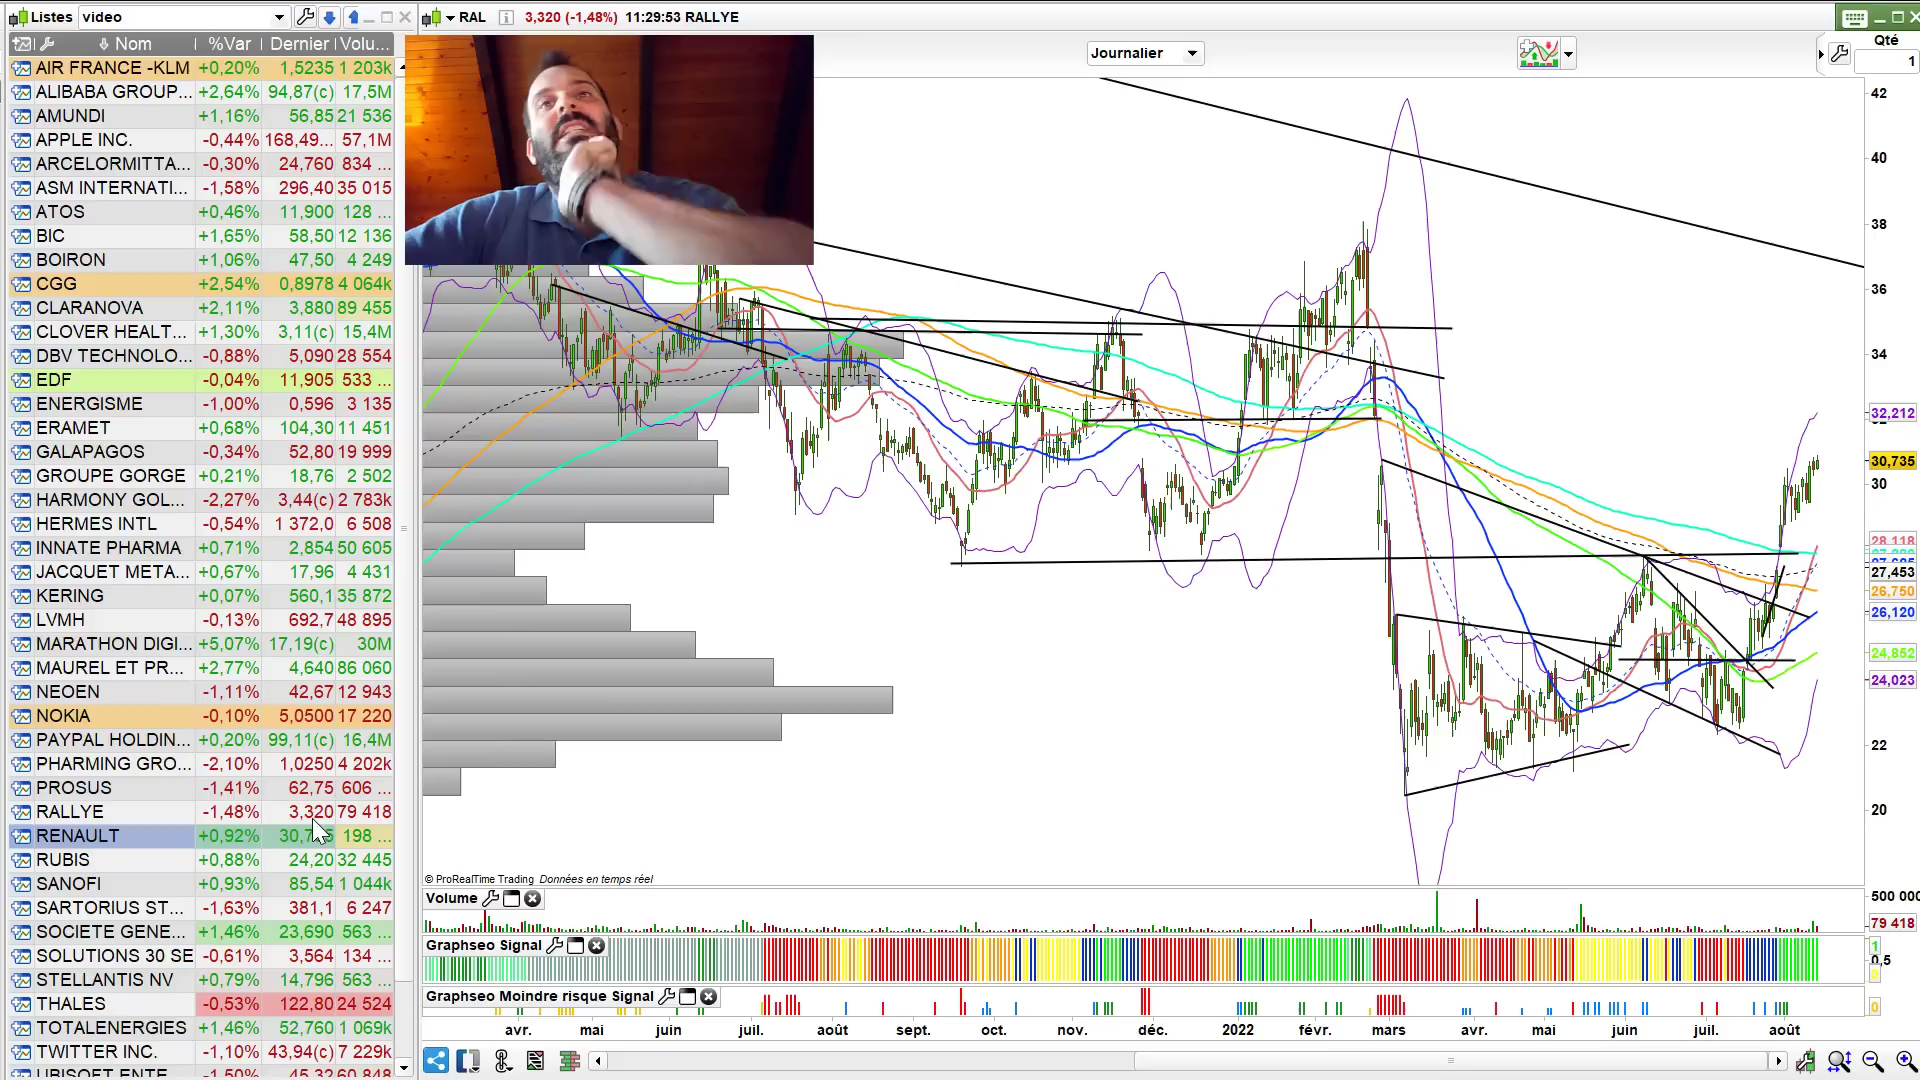 Listes video
RAL 3,320 (-1,48%) 11:29:53 RALLYE
Nom %Var Dernier Volu...
Journalier
Qté
1
AIR FRANCE -KLM +0,20% 1,5235 1 203k
ALIBABA GROUP... +2,64% 94,87(c) 17,5M
AMUNDI +1,16% 56,85 21 536
APPLE INC. -0,44% 168,49... 57,1M
ARCELORMITTA... -0,30% 24,760 834 ...
ASM INTERNATI... -1,58% 296,40 35 015
ATOS +0,46% 11,900 128 ...
BIC +1,65% 58,50 12 136
BOIRON +1,06% 47,50 4 249
CGG +2,54% 0,8978 4 064k
CLARANOVA +2,11% 3,880 89 455
CLOVER HEALT... +1,30% 3,11(c) 15,4M
DBV TECHNOLO... -0,88% 5,090 28 554
EDF -0,04% 11,905 533 ...
ENERGISME -1,00% 0,596 3 135
ERAMET +0,68% 104,30 11 451
GALAPAGOS -0,34% 52,80 19 999
GROUPE GORGE +0,21% 18,76 2 502
HARMONY GOL... -2,27% 3,44(c) 2 783k
HERMES INTL -0,54% 1 372,0 6 508
INNATE PHARMA +0,71% 2,854 50 605
JACQUET META... +0,07% 17,96 4 431
KERING +0,07% 560,1 35 872
LVMH -0,13% 692,7 48 895
MARATHON DIGI... +5,07% 17,19(c) 30M
MAUREL ET PR... +2,77% 4,640 86 060
NEOEN -1,11% 42,67 12 943
NOKIA -0,10% 5,0500 17 220
PAYPAL HOLDIN... +0,20% 99,11(c) 16,4M
PHARMING GRO... -2,10% 1,0250 4 202k
PROSUS -1,41% 62,75 606 ...
RALLYE -1,48% 3,320 79 418
RENAULT +0,92% 198 ...
RUBIS +0,88% 24,20 32 445
SANOFI +0,93% 85,54 1 044k
SARTORIUS ST... -1,63% 381,1 6 247
SOCIETE GENE... +1,46% 23,690 563 ...
SOLUTIONS 30 SE -0,61% 3,564 134 ...
STELLANTIS NV +0,79% 14,796 563 ...
THALES -0,53% 122,80 24 524
TOTALENERGIES +1,46% 52,760 1 069k
TWITTER INC. -1,10% 43,94(c) 7 229k
UBISOFT ENTE... -1,50% 45,32 60 848
42
40
38
36
34
32,212
30,735
30
28,118
27,453
26,750
26,120
24,852
24,023
22
20
© ProRealTime Trading Données en temps réel
Volume
500 000
79 418
Graphseo Signal
1
0,5
0
Graphseo Moindre risque Signal
0
avr. mai juin juil. août sept. oct. nov. déc. 2022 févr. mars avr. mai juin juil. août